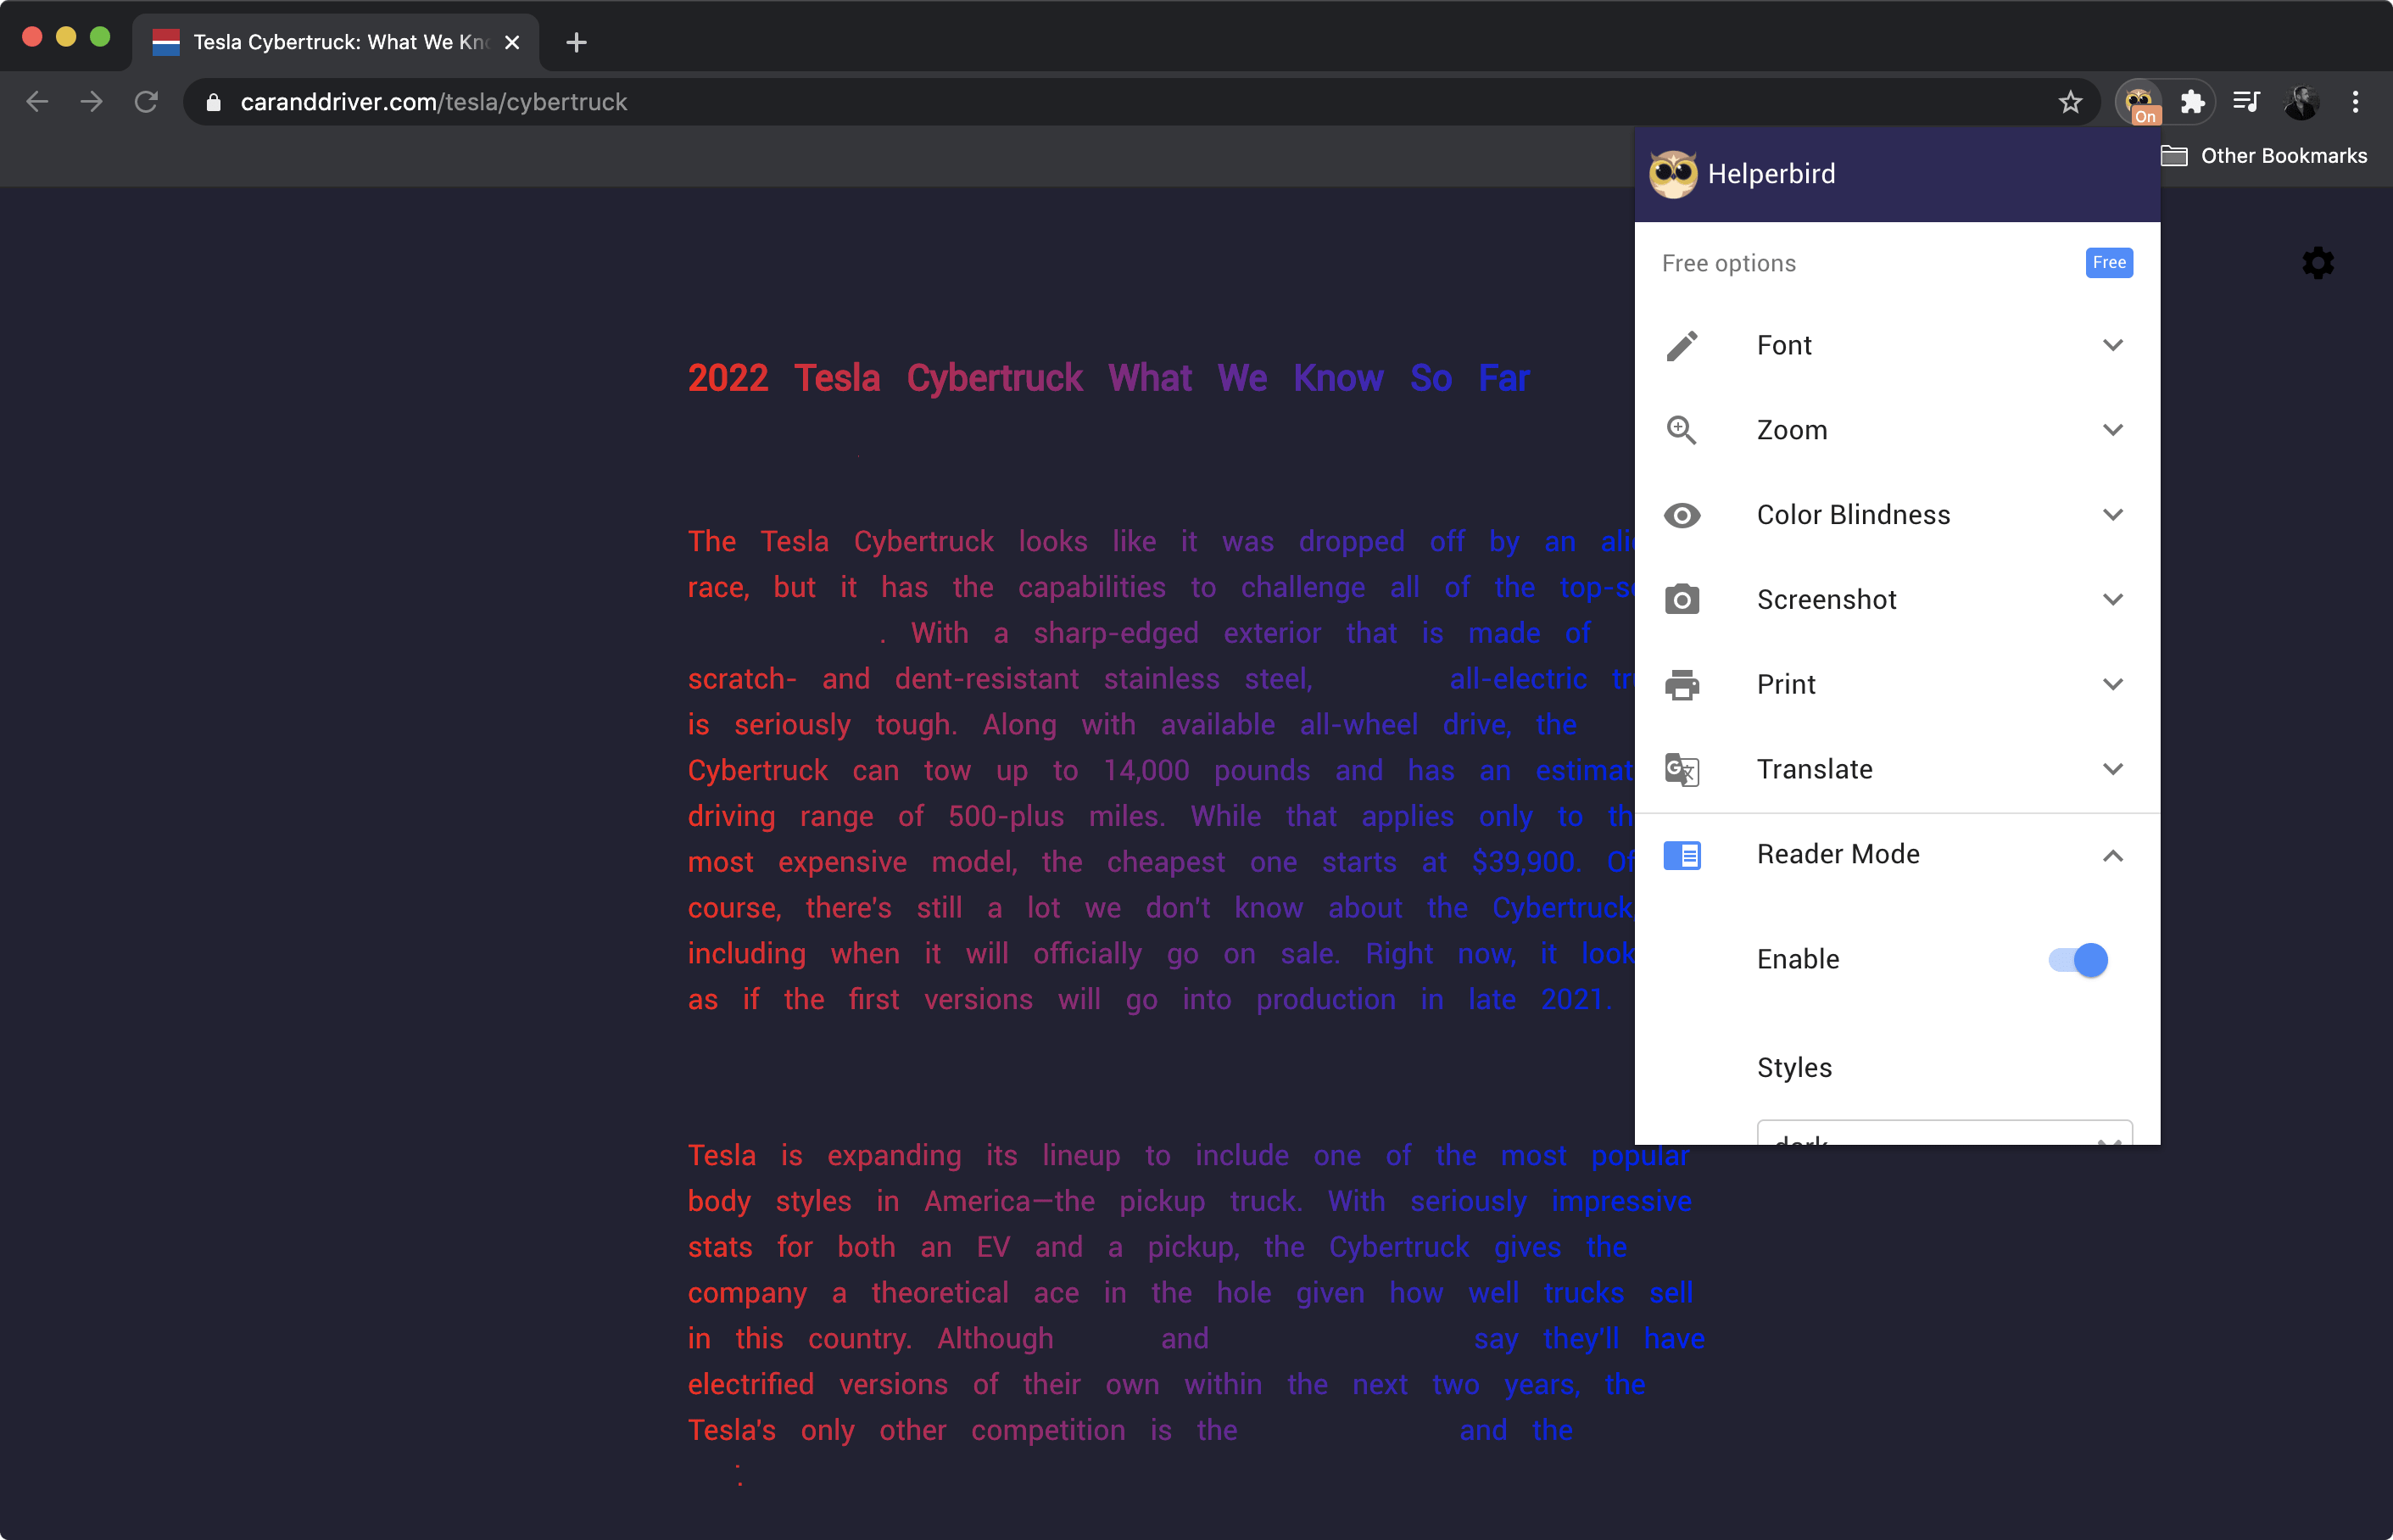 Tesla Cybertruck: What We Kno
caranddriver.com/tesla/cybertruck
On
Other Bookmarks
Helperbird
Free options
Free
Font
Zoom
Color Blindness
Screenshot
Print
Translate
Reader Mode
Enable
Styles
dark
2022 Tesla Cybertruck What We Know So Far
The Tesla Cybertruck looks like it was dropped off by an alie
race, but it has the capabilities to challenge all of the top-se
. With a sharp-edged exterior that is made of
scratch- and dent-resistant stainless steel, all-electric tr
is seriously tough. Along with available all-wheel drive, the
Cybertruck can tow up to 14,000 pounds and has an estimat
driving range of 500-plus miles. While that applies only to th
most expensive model, the cheapest one starts at $39,900. Of
course, there's still a lot we don't know about the Cybertruck,
including when it will officially go on sale. Right now, it look
as if the first versions will go into production in late 2021.
Tesla is expanding its lineup to include one of the most popular
body styles in America—the pickup truck. With seriously impressive
stats for both an EV and a pickup, the Cybertruck gives the
company a theoretical ace in the hole given how well trucks sell
in this country. Although and say they'll have
electrified versions of their own within the next two years, the
Tesla's only other competition is the and the
.